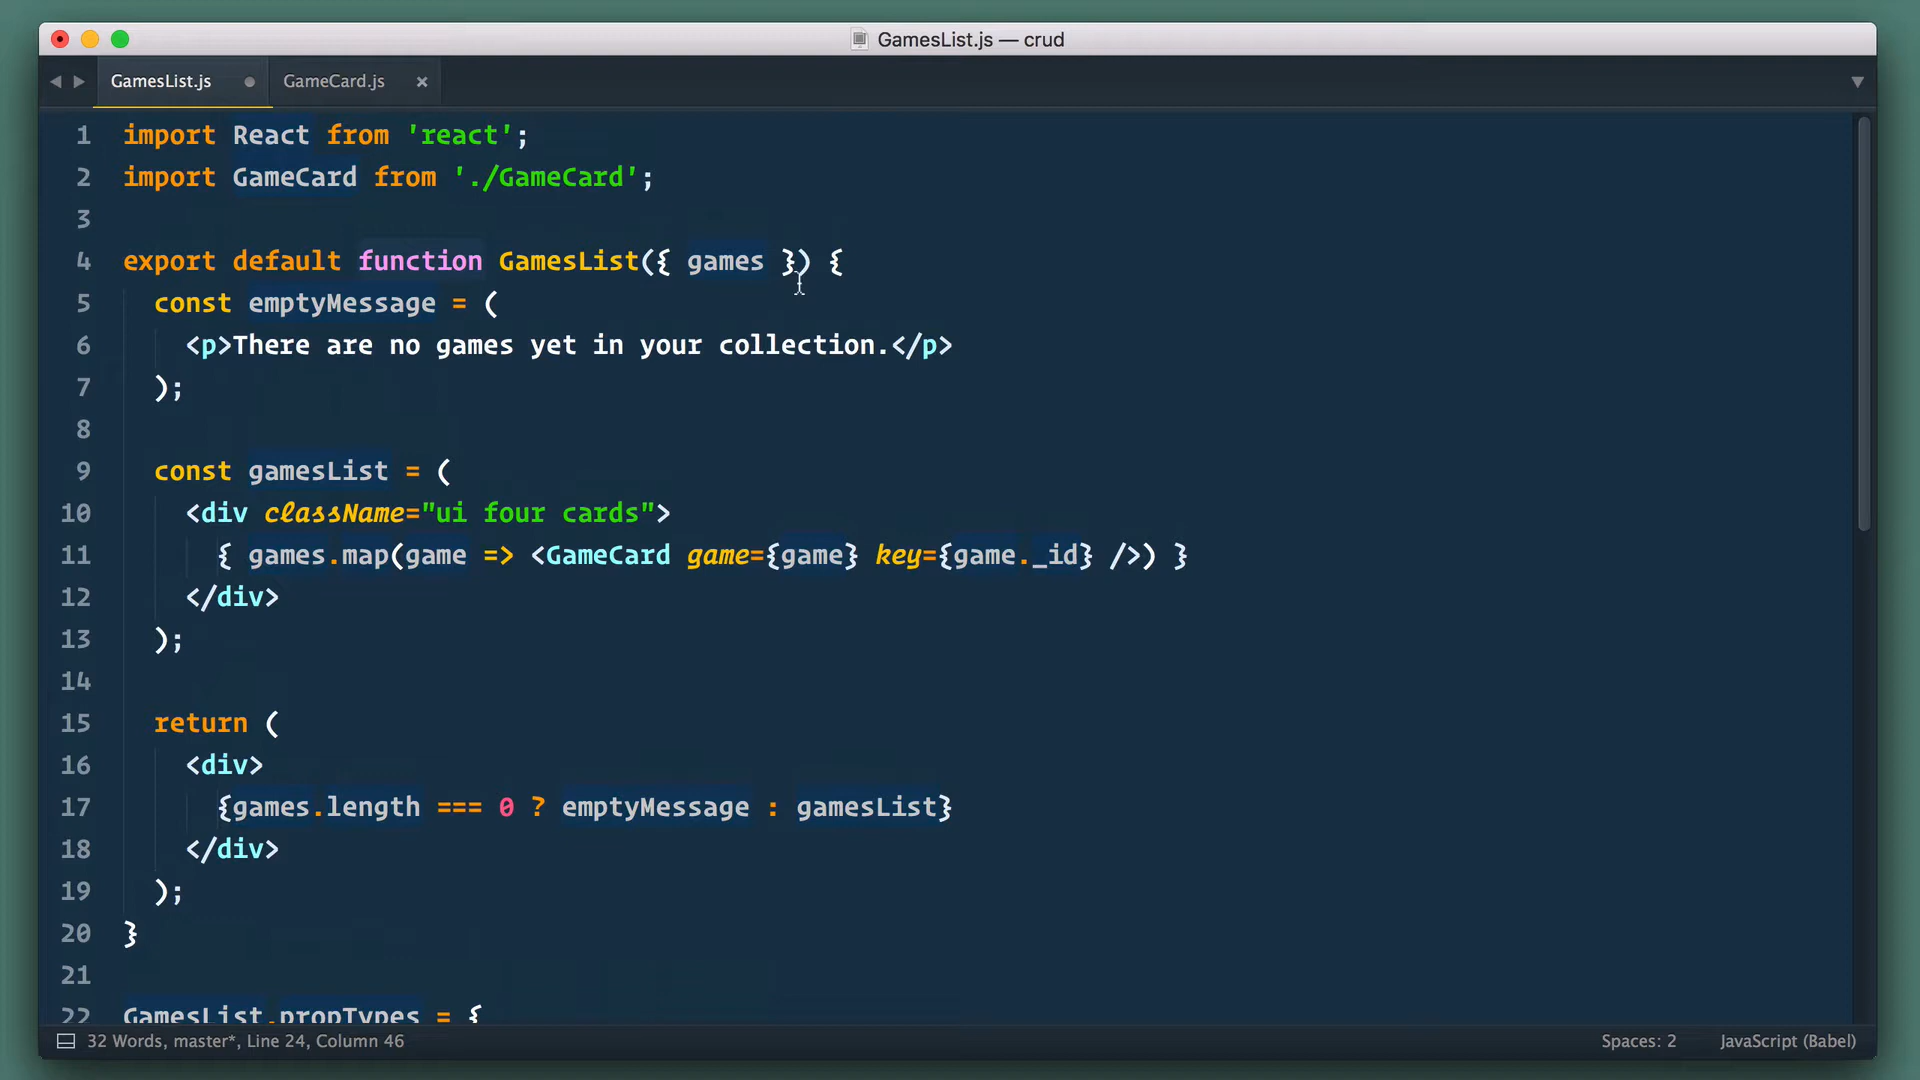 GamesList.js — crud
GamesList.js GameCard.js
1 import React from 'react';
2 import GameCard from './GameCard';
3
4 export default function GamesList({ games }) {
5 const emptyMessage = (
6 <p>There are no games yet in your collection.</p>
7 );
8
9 const gamesList = (
10 <div className="ui four cards">
11 { games.map(game => <GameCard game={game} key={game._id} />) }
12 </div>
13 );
14
15 return (
16 <div>
17 {games.length === 0 ? emptyMessage : gamesList}
18 </div>
19 );
20 }
21
22 GamesList.propTypes = {
32 Words, master*, Line 24, Column 46 Spaces: 2 JavaScript (Babel)